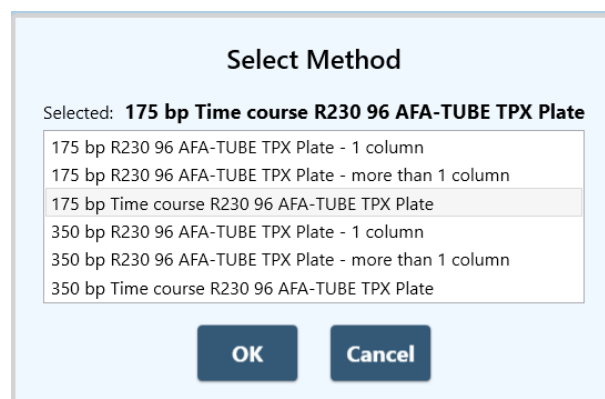 Select Method
Selected: 175 bp Time course R230 96 AFA-TUBE TPX Plate
175 bp R230 96 AFA-TUBE TPX Plate - 1 column
175 bp R230 96 AFA-TUBE TPX Plate - more than 1 column
175 bp Time course R230 96 AFA-TUBE TPX Plate
350 bp R230 96 AFA-TUBE TPX Plate - 1 column
350 bp R230 96 AFA-TUBE TPX Plate - more than 1 column
350 bp Time course R230 96 AFA-TUBE TPX Plate
OK Cancel